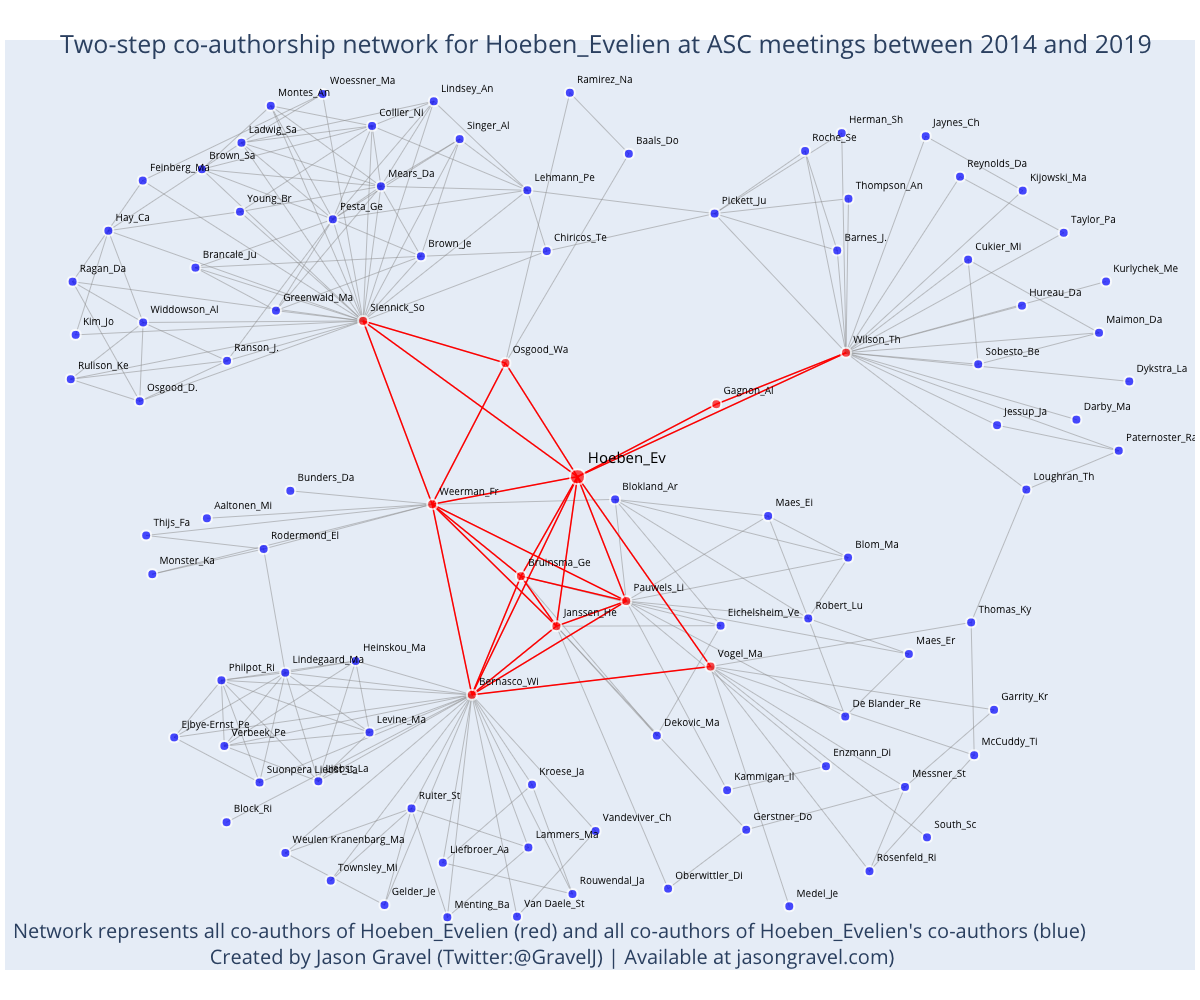 Two-step co-authorship network for Hoeben_Evelien at ASC meetings between 2014 and 2019
Woessner_Ma
Ramirez_Na
Lindsey_An
Montes_An
Collier_Ni
Herman_Sh
Jaynes_Ch
Singer_Al
Ladwig_Sa
Roche_Se
Baals_Do
Brown_Sa
Reynolds_Da
Feinberg_Ma
Mears_Da
Lehmann_Pe
Kijowski_Ma
Thompson_An
Young_Br
Pickett_Ju
Pesta_Ge
Hay_Ca
Taylor_Pa
Barnes_J.
Chiricos_Te
Brown_Je
Cukier_Mi
Brancale_Ju
Ragan_Da
Kurlychek_Me
Hureau_Da
Greenwald_Ma
Siennick_So
Widdowson_Al
Kim_Jo
Maimon_Da
Wilson_Th
Ranson_J.
Osgood_Wa
Sobesto_Be
Rulison_Ke
Dykstra_La
Osgood_D.
Gagnon_Al
Darby_Ma
Jessup_Ja
Paternoster_Ra
Hoeben_Ev
Loughran_Th
Bunders_Da
Blokland_Ar
Weerman_Fr
Aaltonen_Mi
Maes_Ei
Thijs_Fa
Rodermond_El
Blom_Ma
Monster_Ka
Bruinsma_Ge
Pauwels_Li
Janssen_He
Eichelsheim_Ve
Robert_Lu
Thomas_Ky
Maes_Er
Heinskou_Ma
Vogel_Ma
Lindegaard_Ma
Philpot_Ri
Bernasco_Wi
Garrity_Kr
De Blander_Re
Ejbye-Ernst_Pe
Levine_Ma
Dekovic_Ma
Verbeek_Pe
McCuddy_Ti
Enzmann_Di
Suonpera Liebst_La
Liebst_La
Kroese_Ja
Kammigan_Il
Messner_St
Ruiter_St
Block_Ri
Vandeviver_Ch
Gerstner_Do
South_Sc
Weulen Kranenbarg_Ma
Lammers_Ma
Liefbroer_Aa
Rosenfeld_Ri
Townsley_Mi
Oberwittler_Di
Rouwendal_Ja
Gelder_Je
Menting_Ba
Van Daele_St
Medel_Je
Network represents all co-authors of Hoeben_Evelien (red) and all co-authors of Hoeben_Evelien's co-authors (blue)
Created by Jason Gravel (Twitter:@GravelJ) | Available at jasongravel.com)